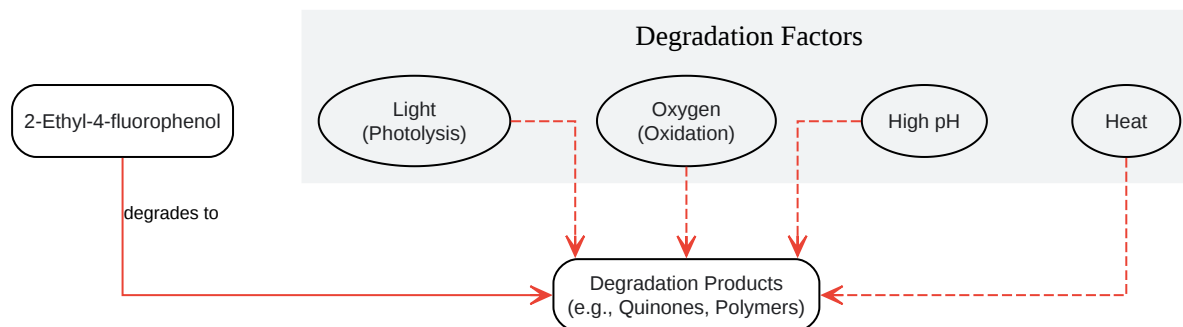 Degradation Factors
2-Ethyl-4-fluorophenol
Light
(Photolysis)
Oxygen
(Oxidation)
High pH
Heat
degrades to
Degradation Products
(e.g., Quinones, Polymers)